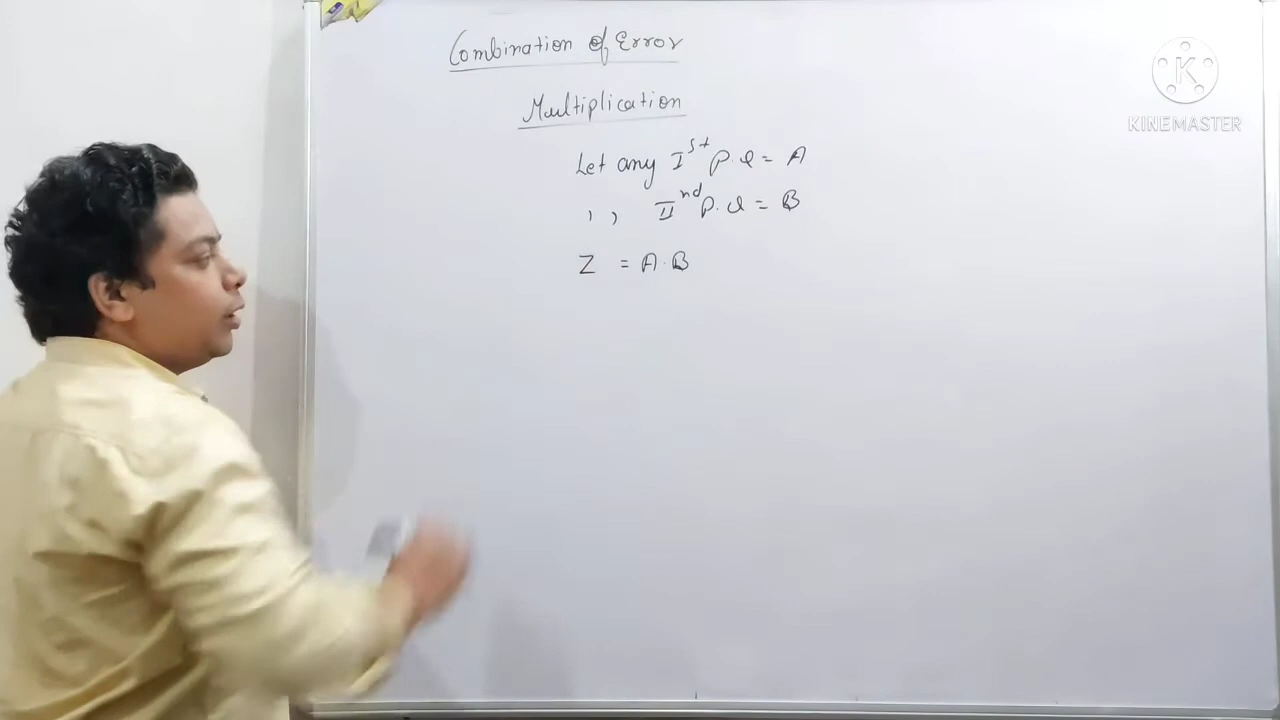 Combination of Error
Multiplication
Let any Ist P.Q = A
,, IInd P.Q = B
Z = A.B
K
KINEMASTER